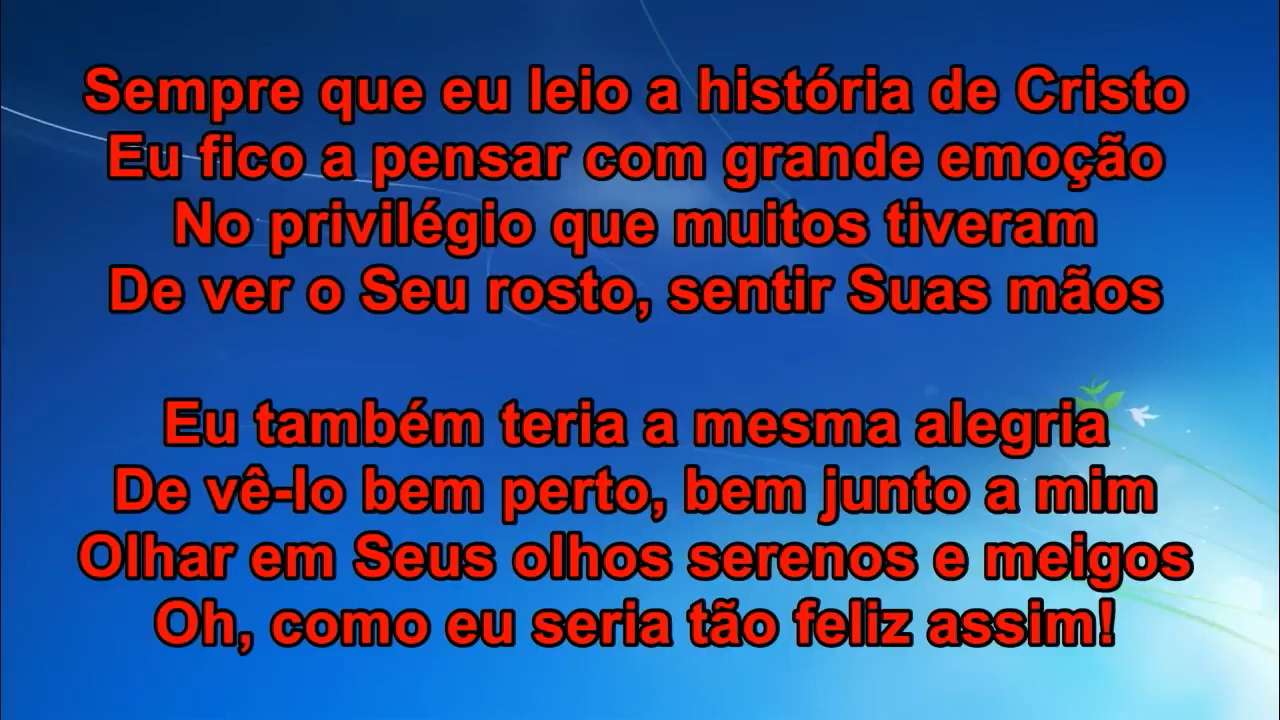 Sempre que eu leio a história de Cristo
Eu fico a pensar com grande emoção
No privilégio que muitos tiveram
De ver o Seu rosto, sentir Suas mãos
Eu também teria a mesma alegria
De vê-lo bem perto, bem junto a mim
Olhar em Seus olhos serenos e meigos
Oh, como eu seria tão feliz assim!